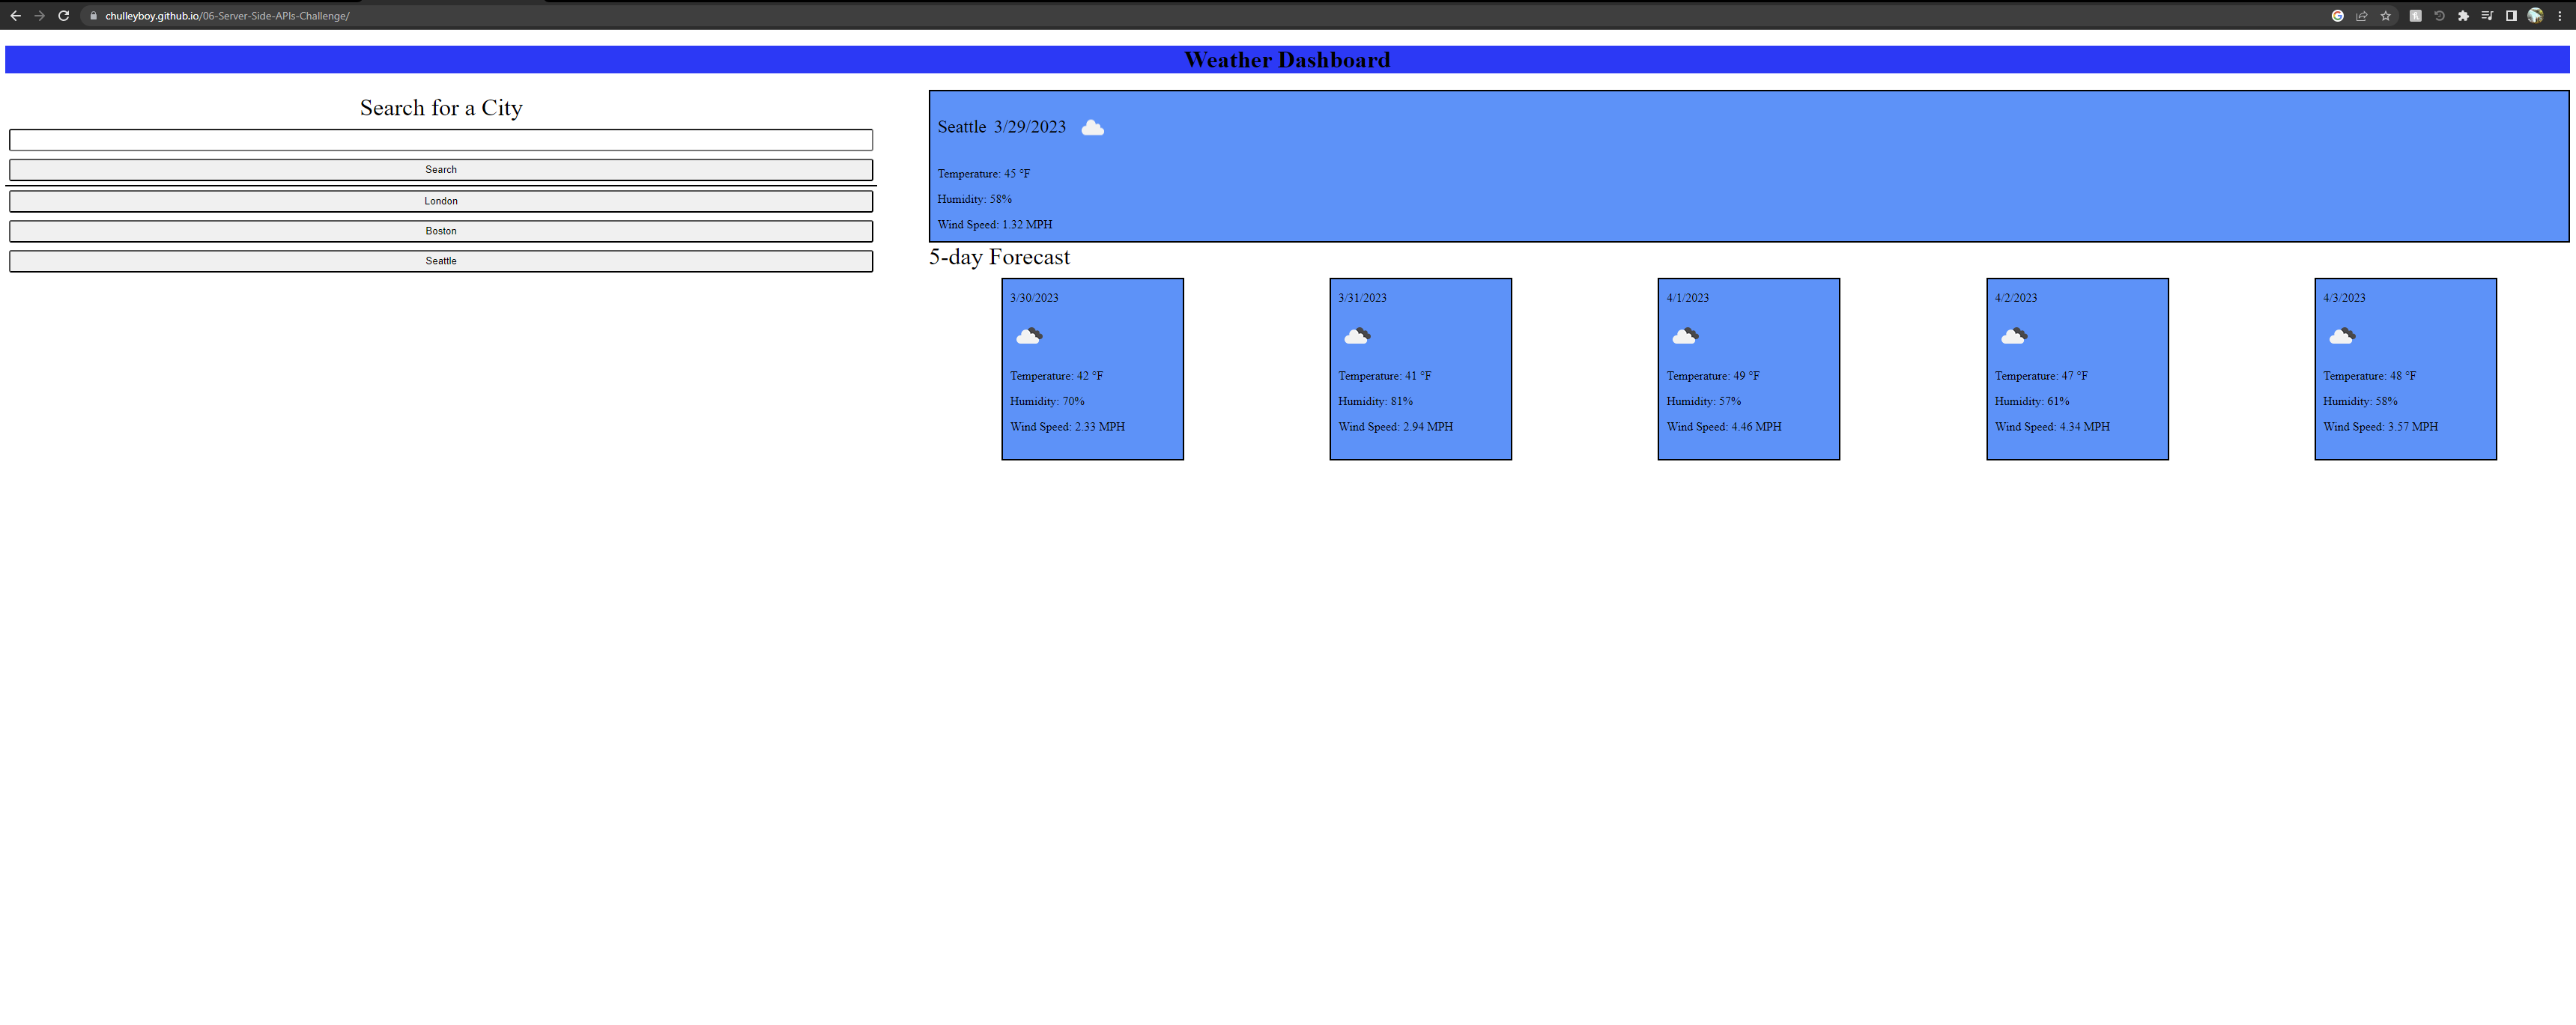 chulleyboy.github.io/06-Server-Side-APIs-Challenge/
Weather Dashboard
Search for a City
Search
London
Boston
Seattle
Seattle 3/29/2023
Temperature: 45 °F
Humidity: 58%
Wind Speed: 1.32 MPH
5-day Forecast
3/30/2023
Temperature: 42 °F
Humidity: 70%
Wind Speed: 2.33 MPH
3/31/2023
Temperature: 41 °F
Humidity: 81%
Wind Speed: 2.94 MPH
4/1/2023
Temperature: 49 °F
Humidity: 57%
Wind Speed: 4.46 MPH
4/2/2023
Temperature: 47 °F
Humidity: 61%
Wind Speed: 4.34 MPH
4/3/2023
Temperature: 48 °F
Humidity: 58%
Wind Speed: 3.57 MPH